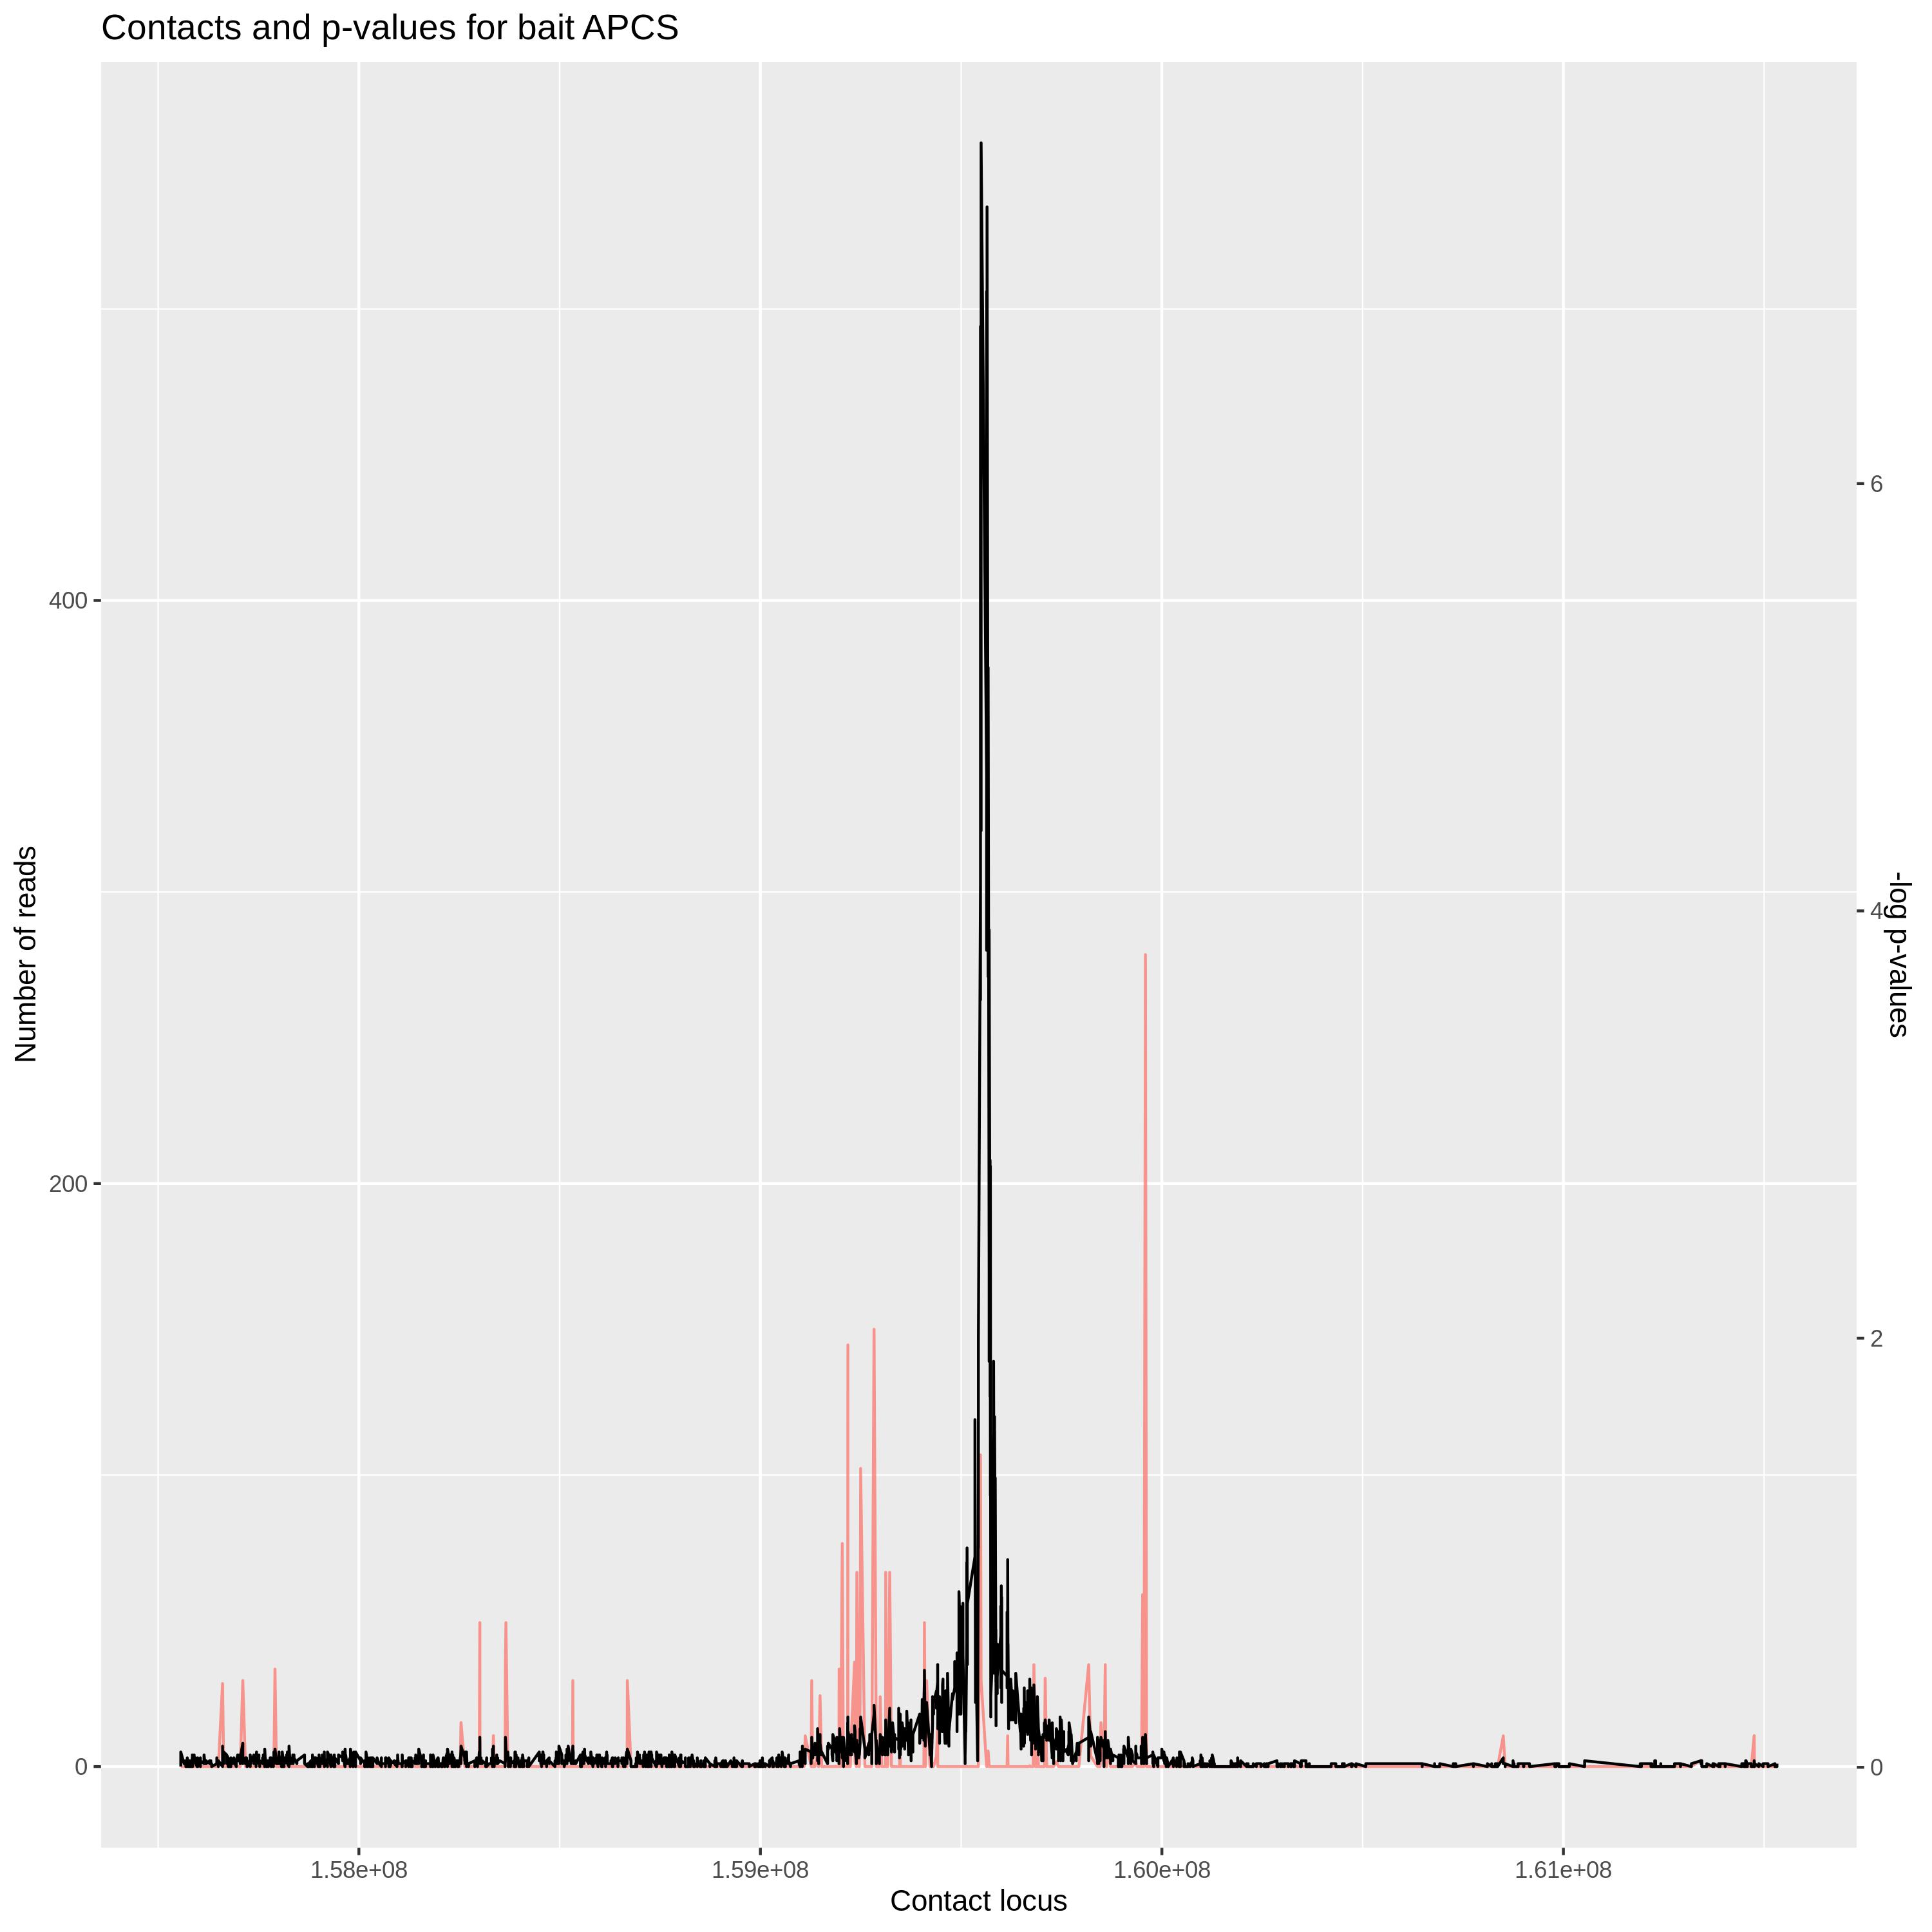 Contacts and p-values for bait APCS
Number of reads
400
200
0
6
4
2
0
-log p-values
1.58e+08
1.59e+08
1.60e+08
1.61e+08
Contact locus